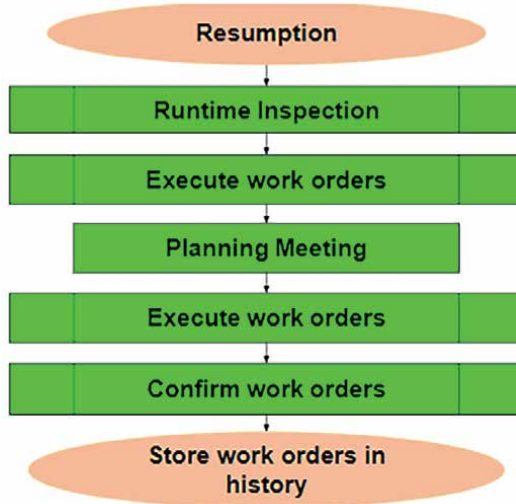 Resumption
Runtime Inspection
Execute work orders
Planning Meeting
Execute work orders
Confirm work orders
Store work orders in
history